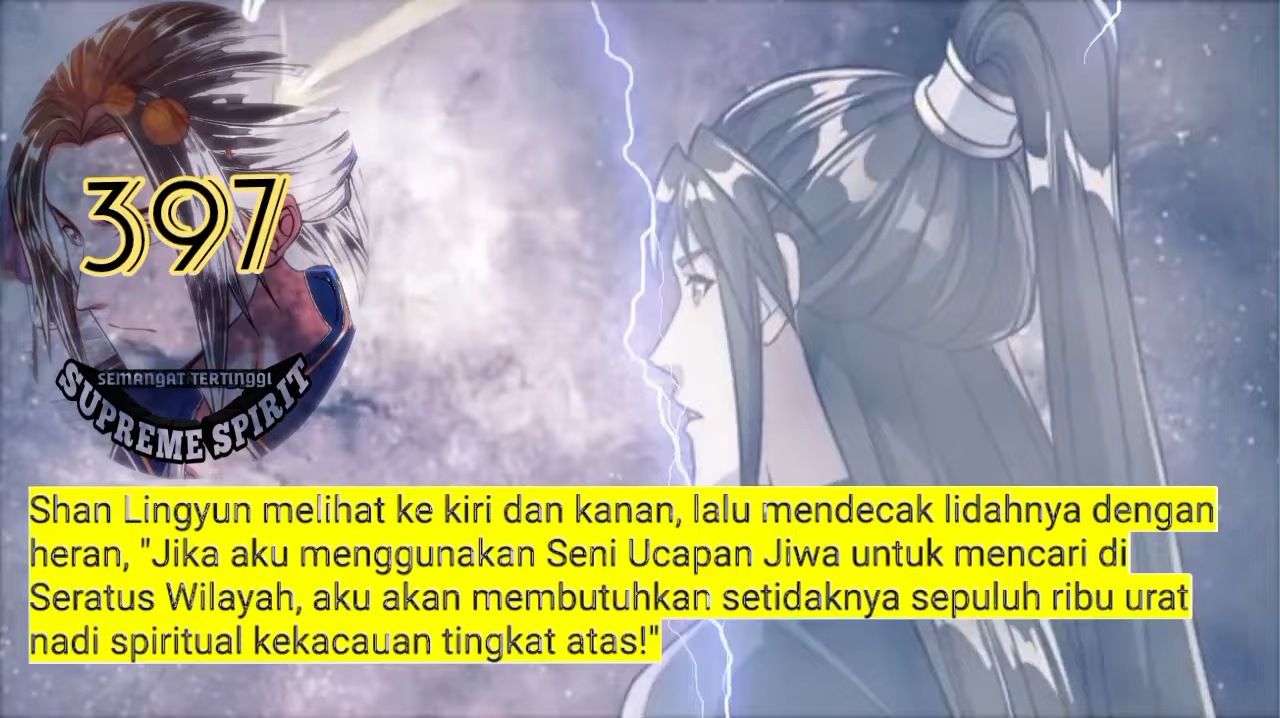 397
SEMANGAT TERTINGGI
SUPREME SPIRIT
Shan Lingyun melihat ke kiri dan kanan, lalu mendecak lidahnya dengan
heran, "Jika aku menggunakan Seni Ucapan Jiwa untuk mencari di
Seratus Wilayah, aku akan membutuhkan setidaknya sepuluh ribu urat
nadi spiritual kekacauan tingkat atas!"